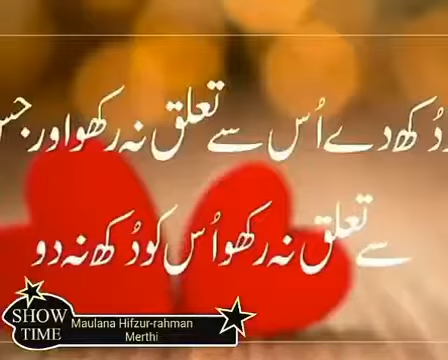 دُکھ دے اُس سے تعلق نہ رکھو اور جس
سے تعلق نہ رکھو اُس کو دُکھ نہ دو
SHOW
TIME
Maulana Hifzur-rahman
Merthi